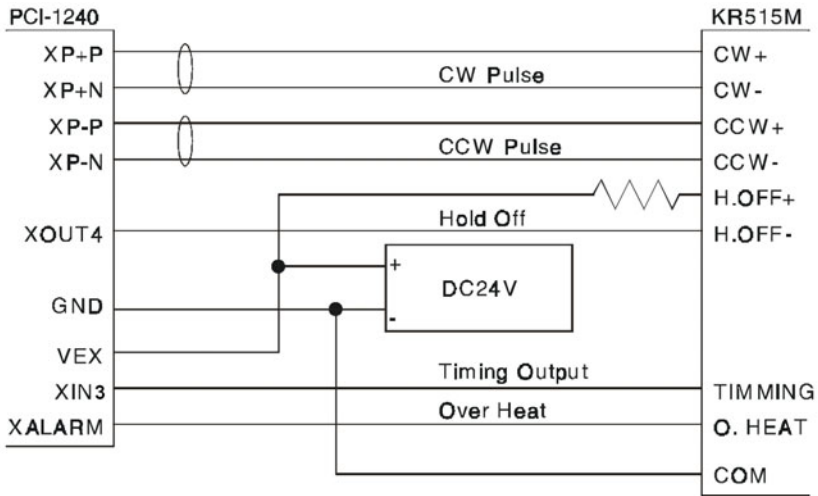 PCI-1240 KR515M
XP+P CW+
CW Pulse
XP+N CW-
XP-P CCW+
CCW Pulse
XP-N CCW-
H.OFF+
Hold Off
XOUT4 H.OFF-
+
DC24V
GND
-
VEX
Timing Output
XIN3 TIMMING
Over Heat
XALARM O. HEAT
COM